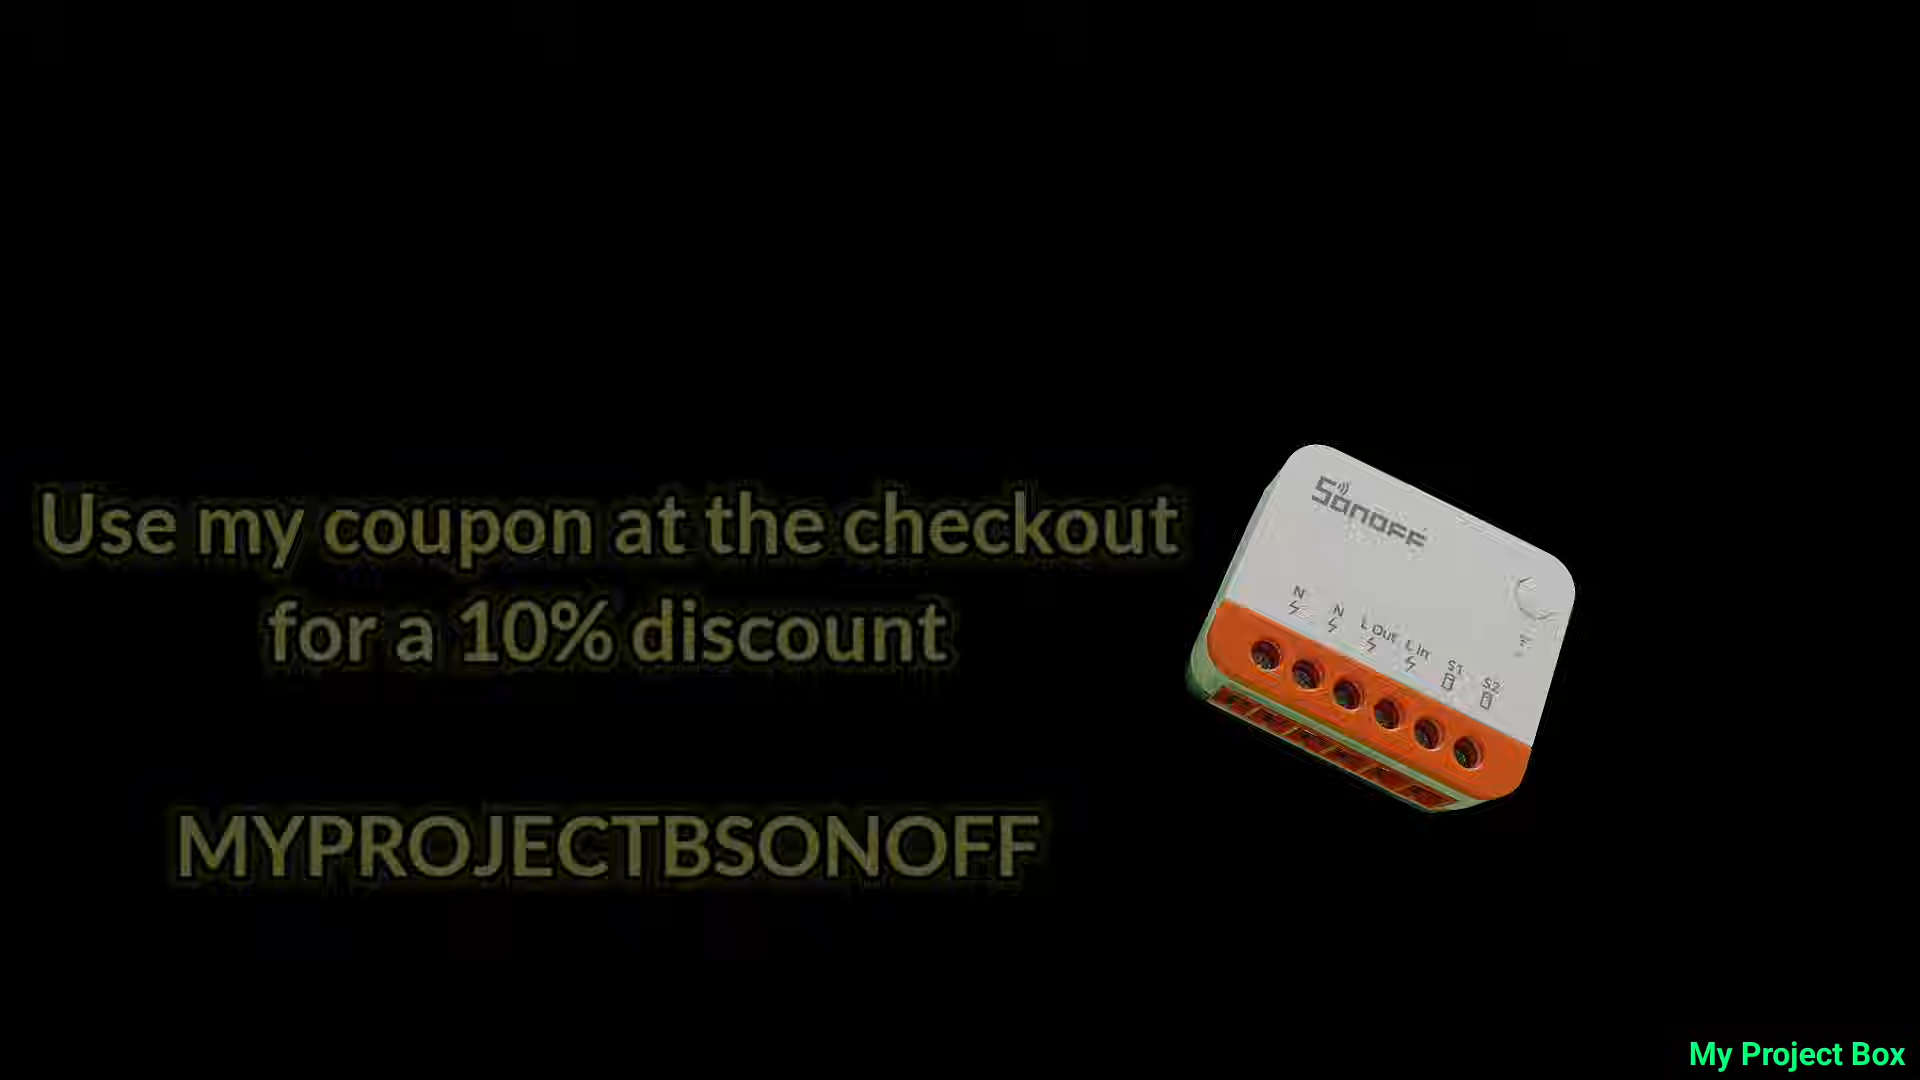 Use my coupon at the checkout
for a 10% discount
MYPROJECTBSONOFF
SONOFF
N N L Out L In S1 S2
My Project Box